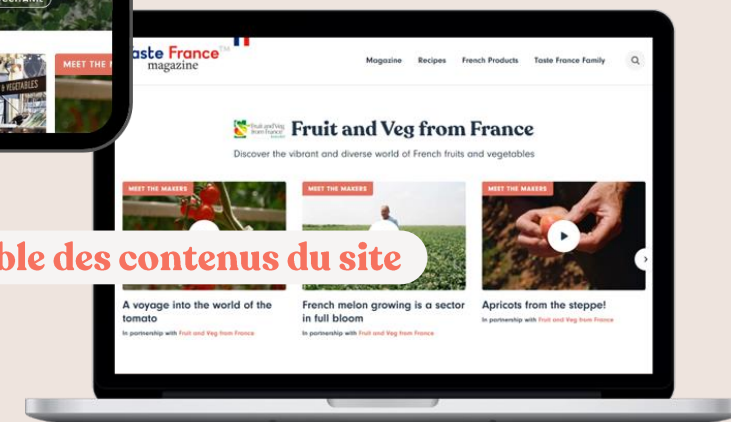 & VEGETABLES
MEET THE
Taste France™
magazine
Magazine
Recipes
French Products
Taste France Family
Fruit and Veg from France
Discover the vibrant and diverse world of French fruits and vegetables
MEET THE MAKERS
MEET THE MAKERS
MEET THE MAKERS
ble des contenus du site
A voyage into the world of the
tomato
In partnership with Fruit and Veg from France
French melon growing is a sector
in full bloom
In partnership with Fruit and Veg from France
Apricots from the steppe!
In partnership with Fruit and Veg from France